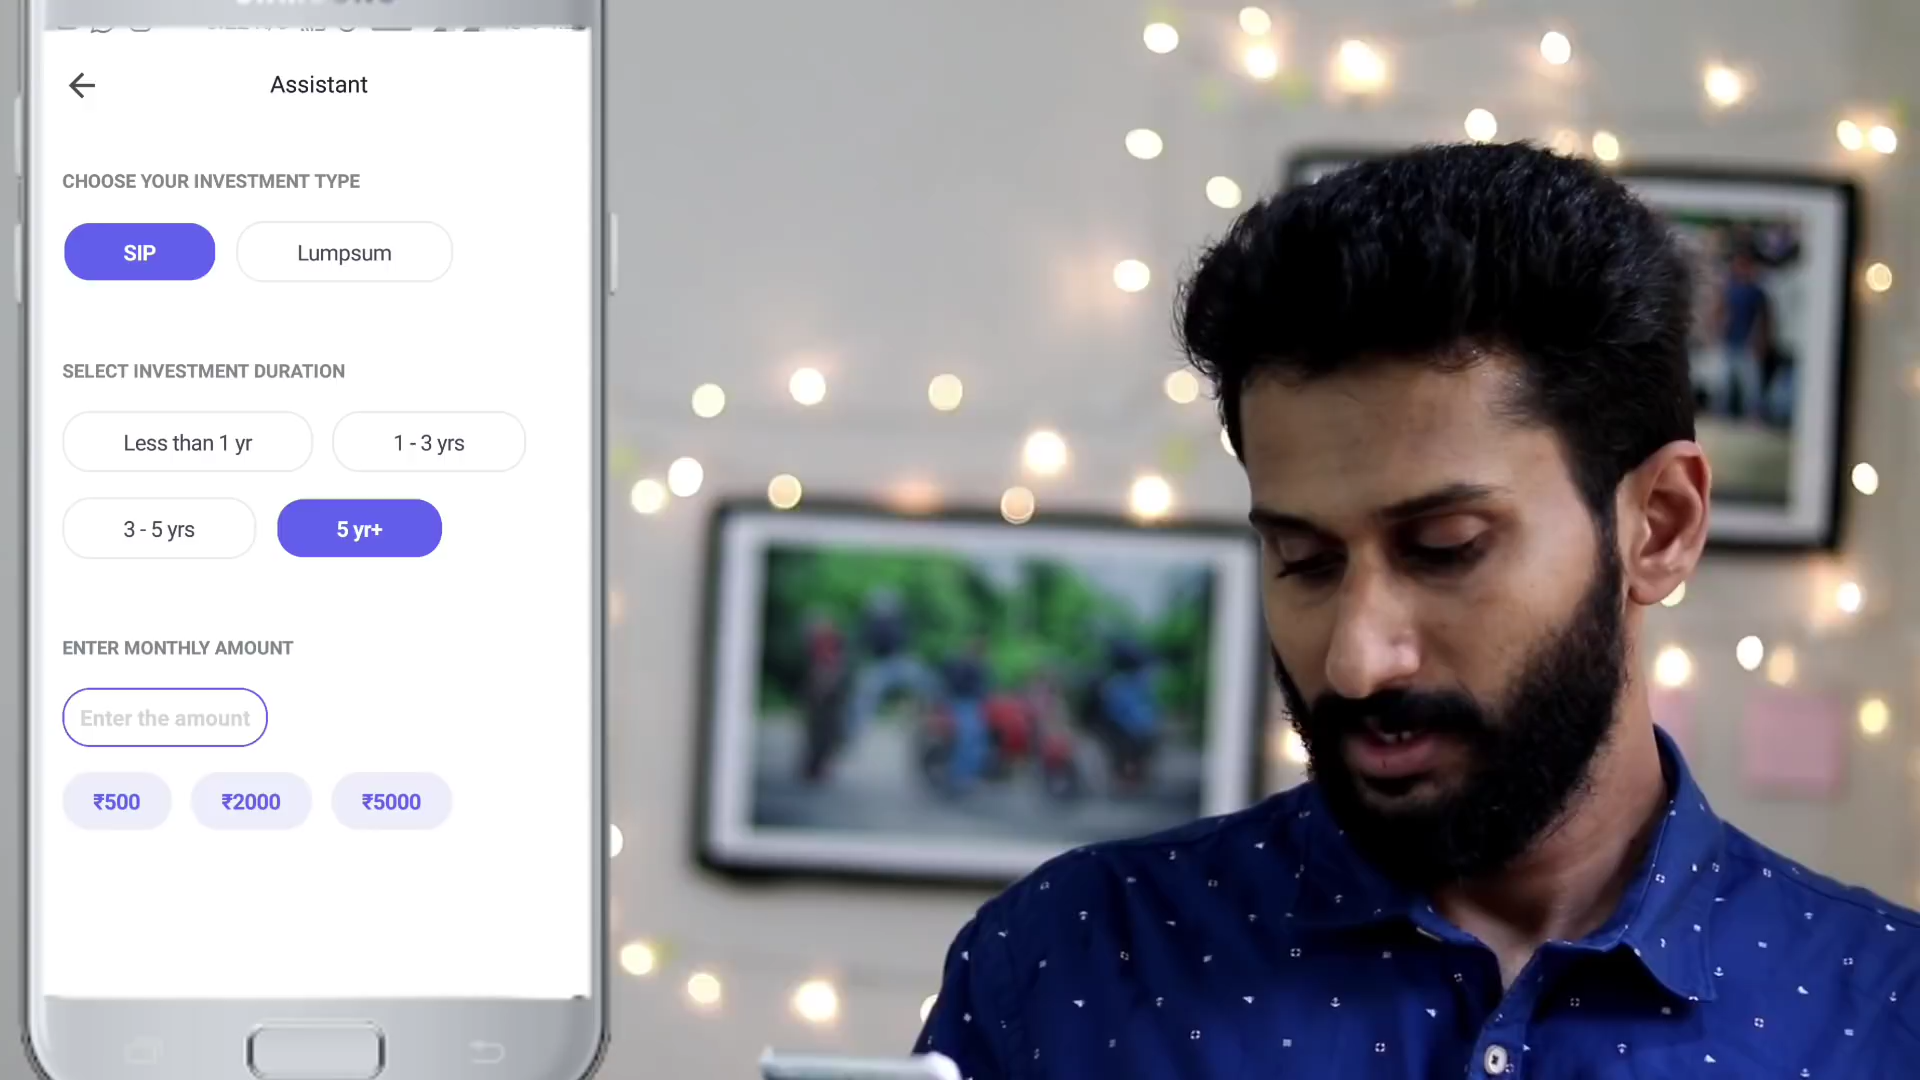 Assistant
CHOOSE YOUR INVESTMENT TYPE
SIP Lumpsum
SELECT INVESTMENT DURATION
Less than 1 yr 1 - 3 yrs
3 - 5 yrs 5 yr+
ENTER MONTHLY AMOUNT
Enter the amount
₹500 ₹2000 ₹5000